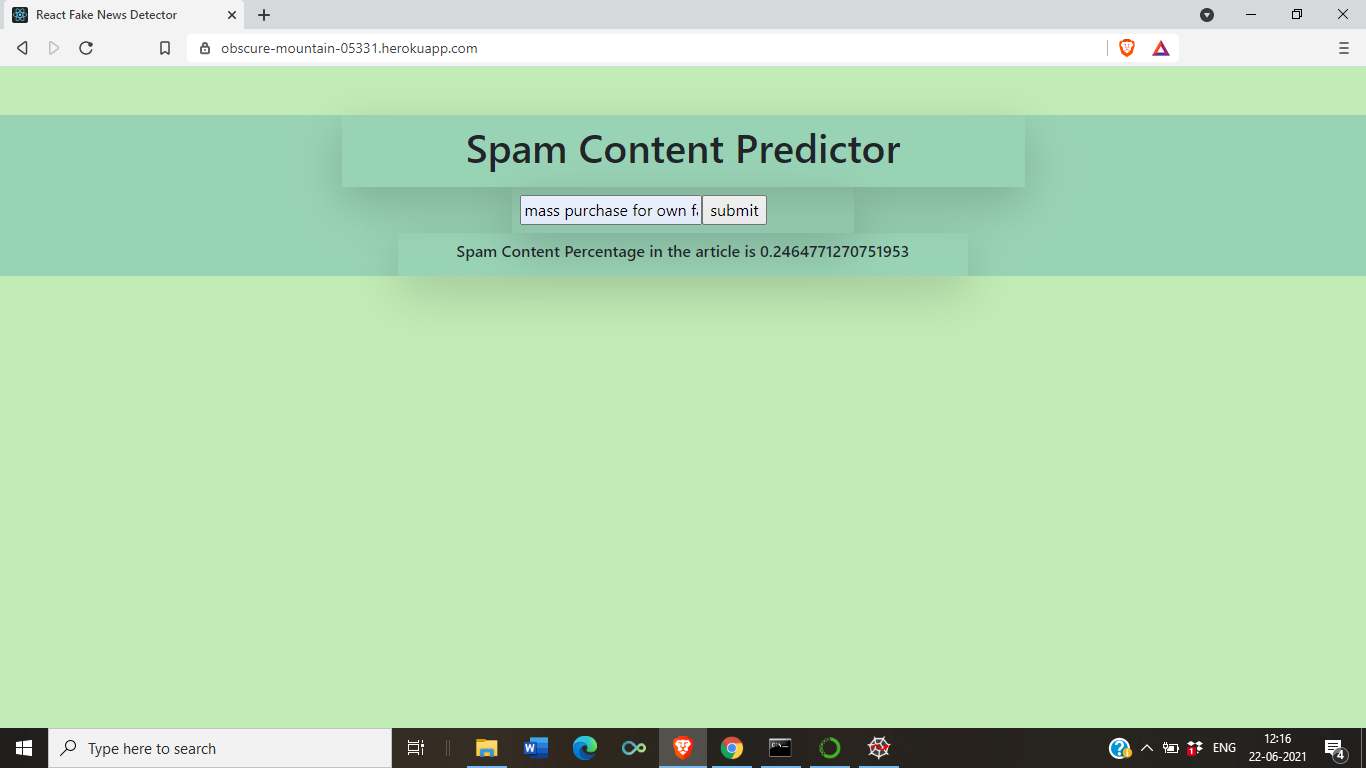 React Fake News Detector
obscure-mountain-05331.herokuapp.com
Spam Content Predictor
mass purchase for own submit
Spam Content Percentage in the article is 0.2464771270751953
Type here to search
W
1
ENG
12:16
22-06-2021
4